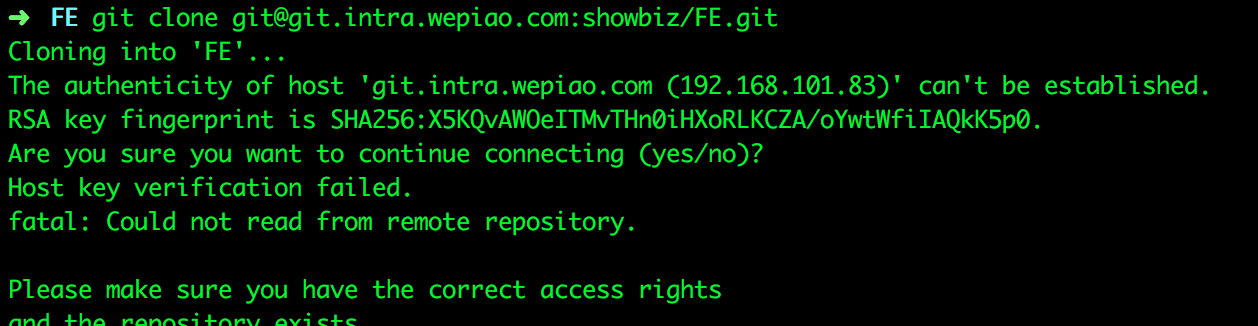 ➜ FE git clone git@git.intra.wepiao.com:showbiz/FE.git
Cloning into 'FE'...
The authenticity of host 'git.intra.wepiao.com (192.168.101.83)' can't be established.
RSA key fingerprint is SHA256:X5KQvAWOeITMvTHn0iHXoRLKCZA/oYwtWfiIAQkK5p0.
Are you sure you want to continue connecting (yes/no)?
Host key verification failed.
fatal: Could not read from remote repository.
Please make sure you have the correct access rights
and the repository exists